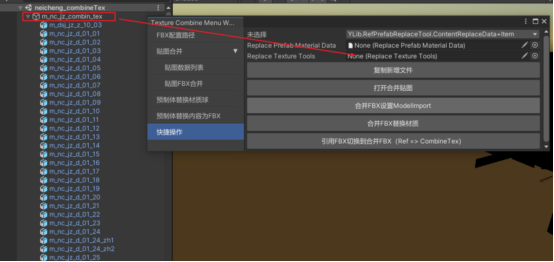 neicheng_combineTex
m_nc_jz_combin_tex
m_dsj_jz_z_10_03
m_nc_jz_d_01_01
m_nc_jz_d_01_02
m_nc_jz_d_01_03
m_nc_jz_d_01_04
m_nc_jz_d_01_05
m_nc_jz_d_01_06
m_nc_jz_d_01_07
m_nc_jz_d_01_08
m_nc_jz_d_01_09
m_nc_jz_d_01_10
m_nc_jz_d_01_11
m_nc_jz_d_01_12
m_nc_jz_d_01_13
m_nc_jz_d_01_14
m_nc_jz_d_01_15
m_nc_jz_d_01_16
m_nc_jz_d_01_17
m_nc_jz_d_01_18
m_nc_jz_d_01_19
m_nc_jz_d_01_20
m_nc_jz_d_01_21
m_nc_jz_d_01_22
m_nc_jz_d_01_23
m_nc_jz_d_01_24
m_nc_jz_d_01_24_zh1
m_nc_jz_d_01_24_zh2
m_nc_jz_d_01_25
Texture Combine Menu W...
FBX配置路径
贴图合并
贴图数据列表
贴图FBX合并
预制体替换材质球
预制体替换内容为FBX
快捷操作
未选择 YLib.RefPrefabReplaceTool.ContentReplaceData+Item
Replace Prefab Material Data None (Replace Prefab Material Data)
Replace Texture Tools None (Replace Texture Tools)
复制新增文件
打开合并贴图
合并FBX设置ModelImport
合并FBX替换材质
引用FBX切换到合并FBX（Ref => CombineTex）